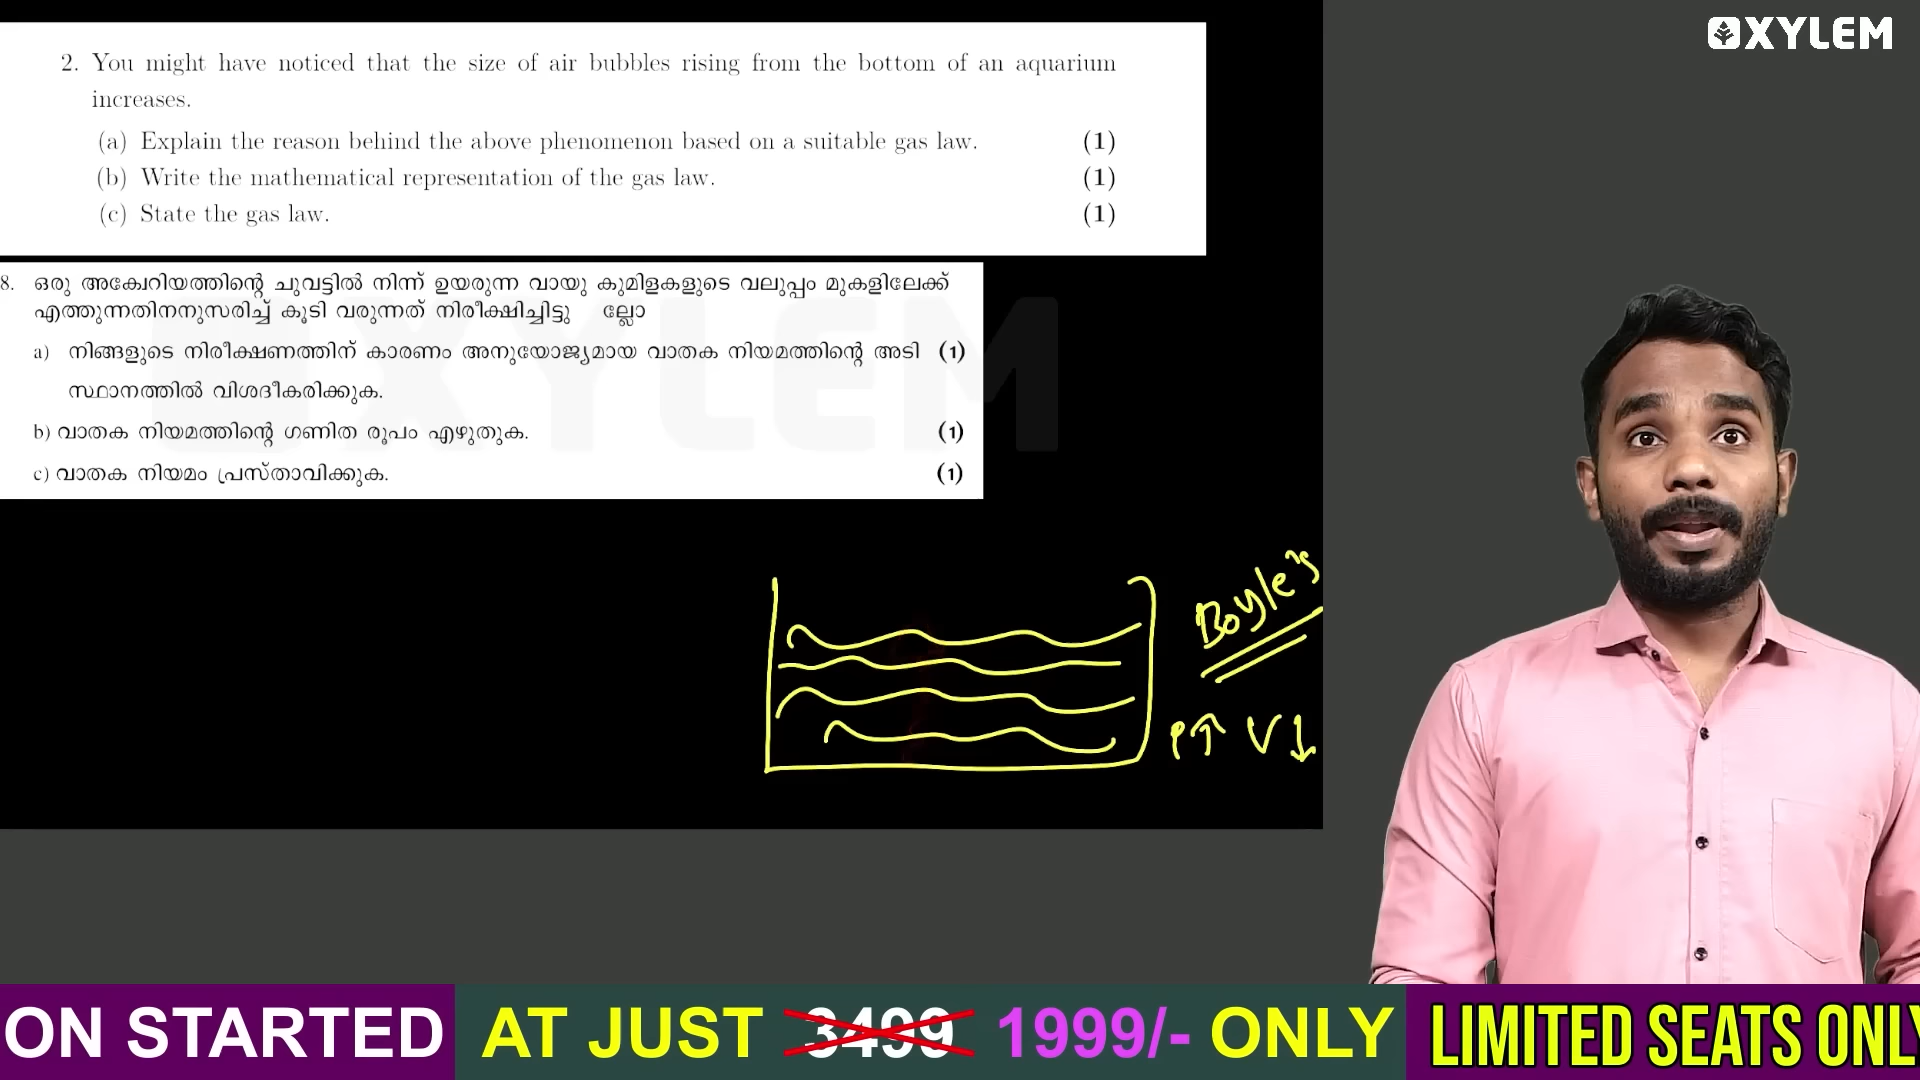 XYLEM
2. You might have noticed that the size of air bubbles rising from the bottom of an aquarium
increases.
(a) Explain the reason behind the above phenomenon based on a suitable gas law. (1)
(b) Write the mathematical representation of the gas law. (1)
(c) State the gas law. (1)
8. ഒരു അക്വേറിയത്തിന്റെ ചുവട്ടിൽ നിന്ന് ഉയരുന്ന വായു കുമിളകളുടെ വലുപ്പം മുകളിലേക്ക്
എത്തുന്നതിനനുസരിച്ച് കൂടി വരുന്നത് നിരീക്ഷിച്ചിട്ടു ല്ലോ
a) നിങ്ങളുടെ നിരീക്ഷണത്തിന് കാരണം അനുയോജ്യമായ വാതക നിയമത്തിന്റെ അടി (1)
സ്ഥാനത്തിൽ വിശദീകരിക്കുക.
b) വാതക നിയമത്തിന്റെ ഗണിത രൂപം എഴുതുക. (1)
c) വാതക നിയമം പ്രസ്താവിക്കുക. (1)
XYLEM
Boyle's
P↑ V↓
ON STARTED AT JUST 3499 1999/- ONLY LIMITED SEATS ONLY